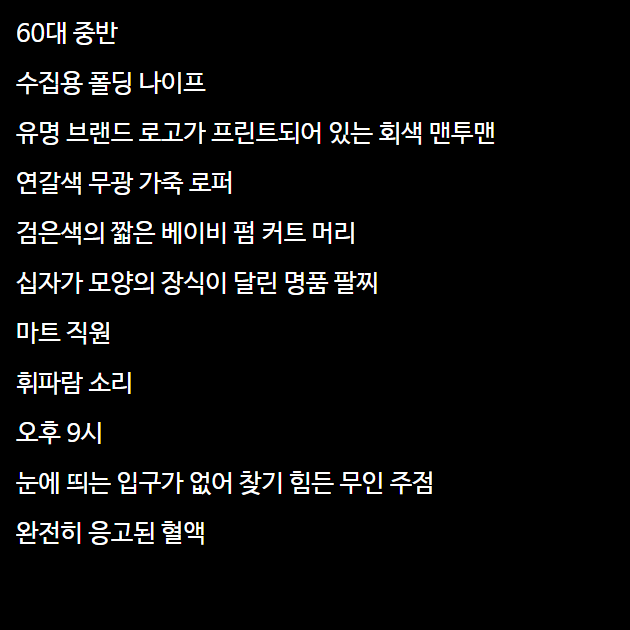 60대 중반
수집용 폴딩 나이프
유명 브랜드 로고가 프린트되어 있는 회색 맨투맨
연갈색 무광 가죽 로퍼
검은색의 짧은 베이비 펌 커트 머리
십자가 모양의 장식이 달린 명품 팔찌
마트 직원
휘파람 소리
오후 9시
눈에 띄는 입구가 없어 찾기 힘든 무인 주점
완전히 응고된 혈액